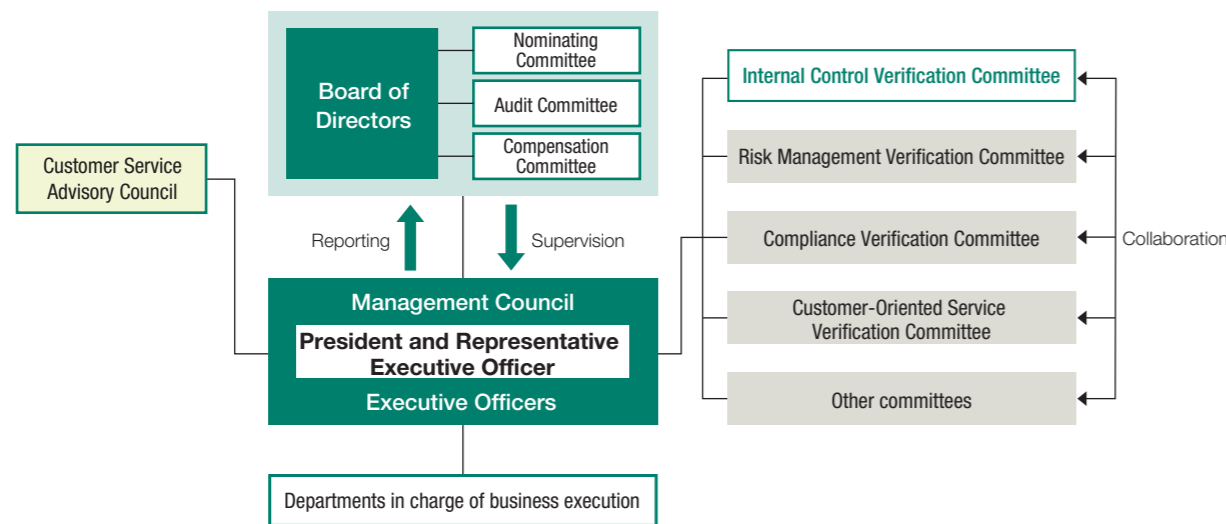 Board of
Directors
Nominating
Committee
Audit Committee
Compensation
Committee
Customer Service
Advisory Council
Reporting
Supervision
Management Council
President and Representative
Executive Officer
Executive Officers
Departments in charge of business execution
Internal Control Verification Committee
Risk Management Verification Committee
Compliance Verification Committee
Customer-Oriented Service
Verification Committee
Other committees
Collaboration